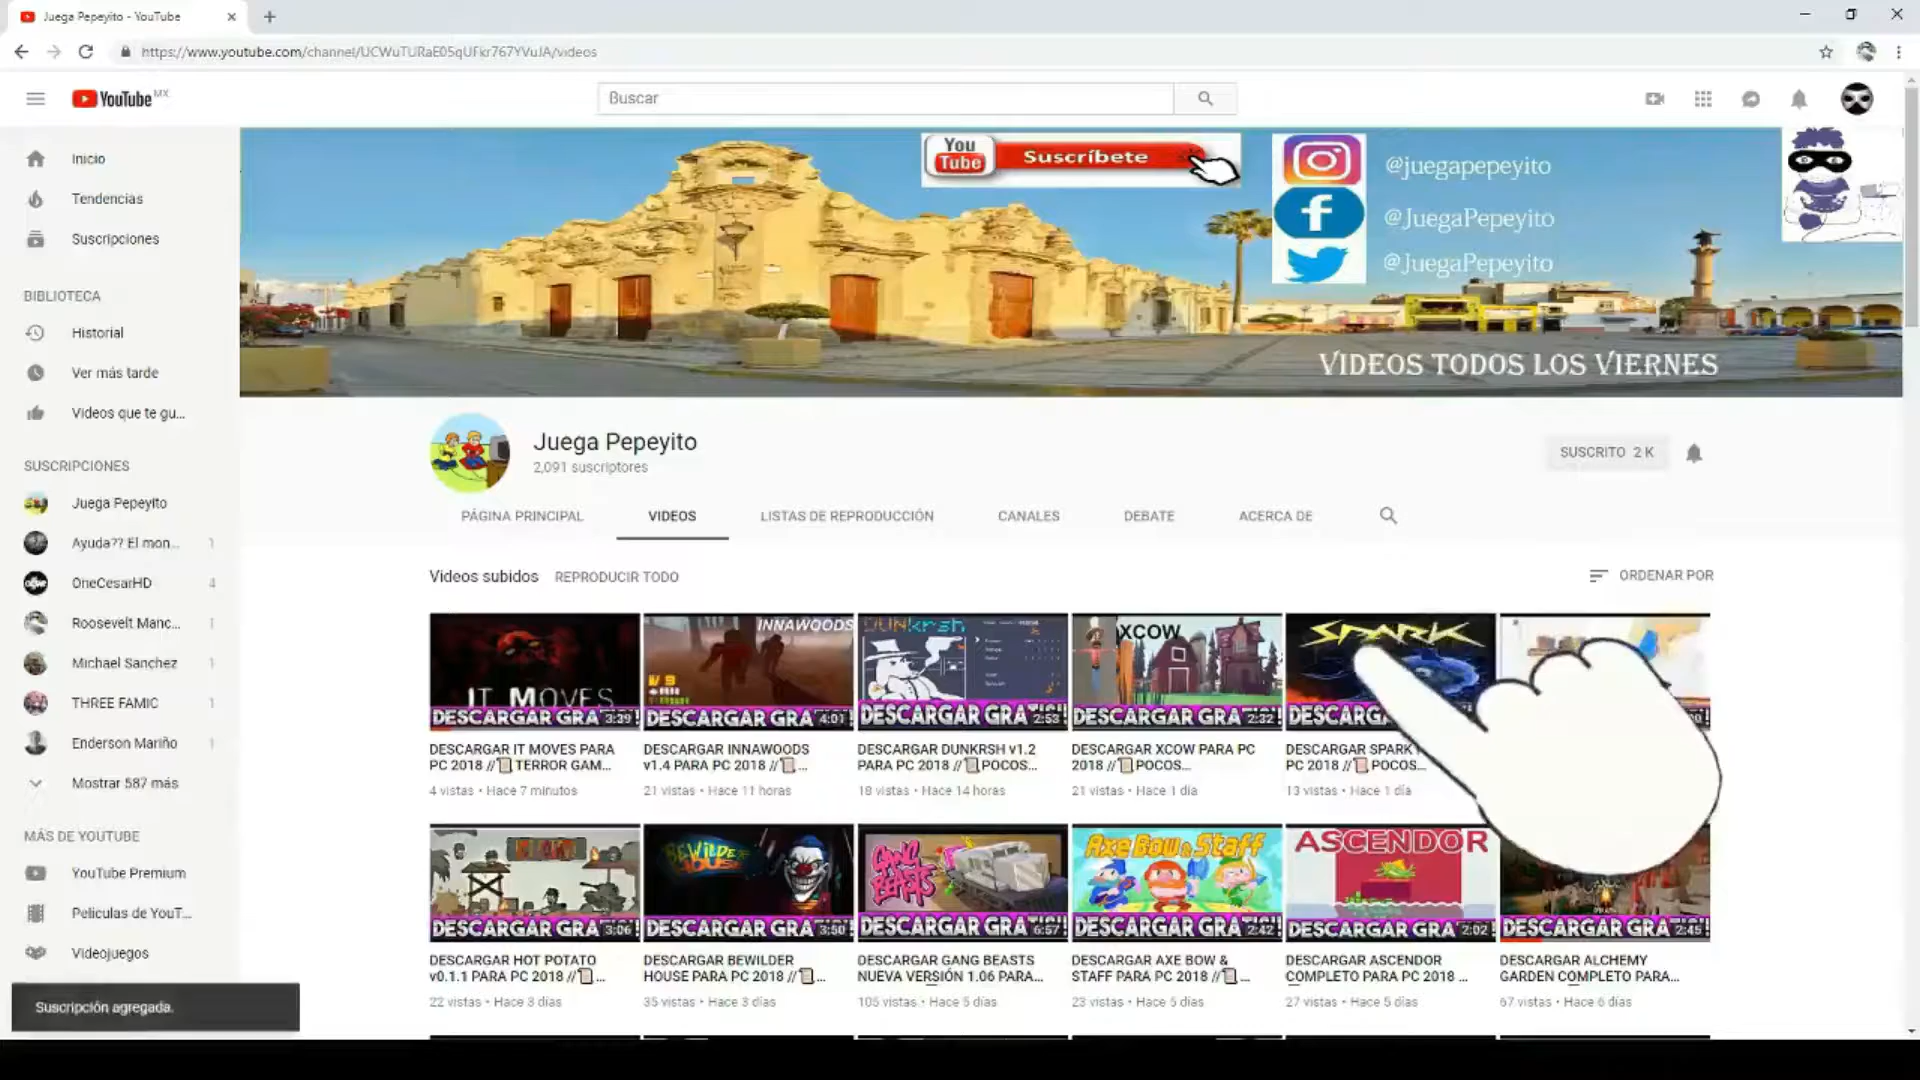 Juega Pepeyito - YouTube
https://www.youtube.com/channel/UCWuTURaE05qUFkr767YVuJA/videos
YouTube MX
Buscar
Inicio
Tendencias
Suscripciones
BIBLIOTECA
Historial
Ver más tarde
Videos que te gu...
SUSCRIPCIONES
Juega Pepeyito
Ayuda?? El mon... 1
OneCesarHD 4
Roosevelt Manc... 1
Michael Sanchez 1
THREE FAMIC 1
Enderson Mariño 1
Mostrar 587 más
MÁS DE YOUTUBE
YouTube Premium
Películas de YouT...
Videojuegos
Suscripción agregada.
You Tube
Suscríbete
@juegapepeyito
@JuegaPepeyito
@JuegaPepeyito
VIDEOS TODOS LOS VIERNES
Juega Pepeyito
2,091 suscriptores
SUSCRITO 2 K
PÁGINA PRINCIPAL
VIDEOS
LISTAS DE REPRODUCCIÓN
CANALES
DEBATE
ACERCA DE
Videos subidos
REPRODUCIR TODO
ORDENAR POR
IT MOVES
DESCARGAR GRA 3:39
DESCARGAR IT MOVES PARA
PC 2018 //📜TERROR GAM...
4 vistas • Hace 7 minutos
INNAWOODS
DESCARGAR GRA 4:01
DESCARGAR INNAWOODS
v1.4 PARA PC 2018 //📜...
21 vistas • Hace 11 horas
DUNKrsh
DESCARGAR GRA 2:53
DESCARGAR DUNKRSH v1.2
PARA PC 2018 //📜POCOS...
18 vistas • Hace 14 horas
XCOW
DESCARGAR GRA 2:32
DESCARGAR XCOW PARA PC
2018 //📜POCOS...
21 vistas • Hace 1 día
SPARK
DESCARGAR SPARK
PC 2018 //📜POCOS...
13 vistas • Hace 1 día
DESCARGAR GRA 3:06
DESCARGAR HOT POTATO
v0.1.1 PARA PC 2018 //📜...
22 vistas • Hace 3 días
BEWILDER HOUSE
DESCARGAR GRA 3:50
DESCARGAR BEWILDER
HOUSE PARA PC 2018 //📜...
35 vistas • Hace 3 días
GANG BEASTS
DESCARGAR GRA 6:57
DESCARGAR GANG BEASTS
NUEVA VERSIÓN 1.06 PARA...
105 vistas • Hace 5 días
Axe Bow & Staff
DESCARGAR GRA 2:42
DESCARGAR AXE BOW &
STAFF PARA PC 2018 //📜...
23 vistas • Hace 5 días
ASCENDOR
DESCARGAR GRA 2:02
DESCARGAR ASCENDOR
COMPLETO PARA PC 2018 ...
27 vistas • Hace 5 días
DESCARGAR GRA 2:45
DESCARGAR ALCHEMY
GARDEN COMPLETO PARA...
67 vistas • Hace 6 días